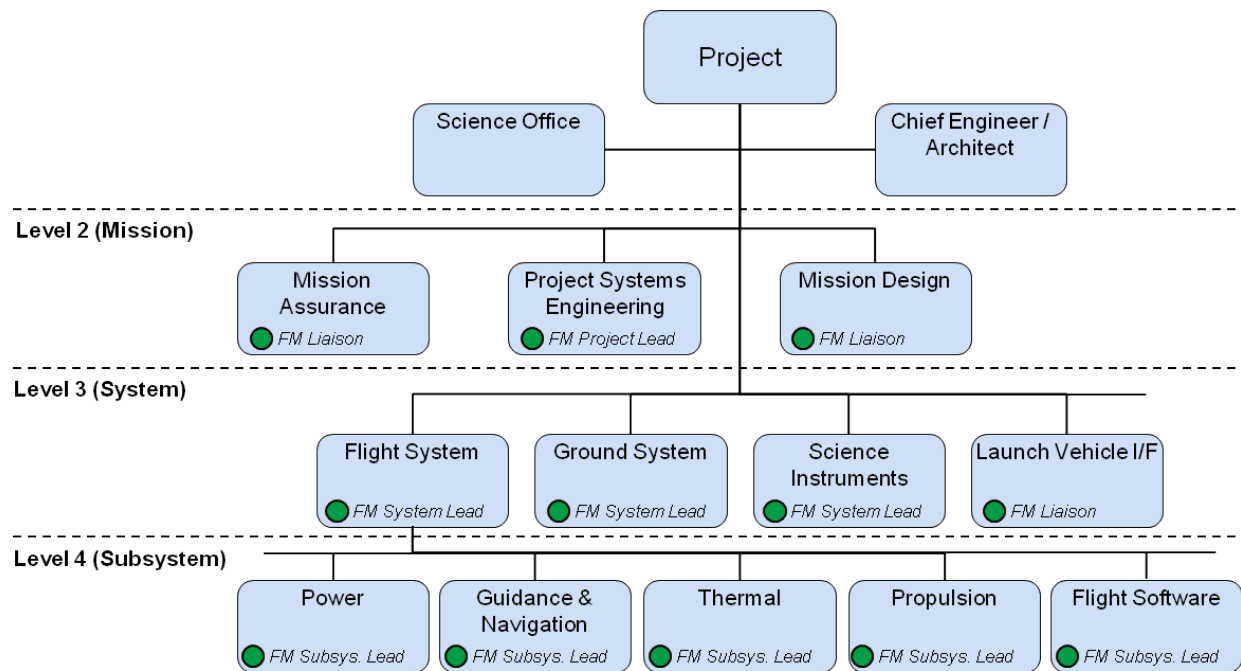 Project
Science Office
Chief Engineer /
Architect
Level 2 (Mission)
Mission
Assurance
FM Liaison
Project Systems
Engineering
FM Project Lead
Mission Design
FM Liaison
Level 3 (System)
Flight System
FM System Lead
Ground System
FM System Lead
Science
Instruments
FM System Lead
Launch Vehicle I/F
FM Liaison
Level 4 (Subsystem)
Power
FM Subsys. Lead
Guidance &
Navigation
FM Subsys. Lead
Thermal
FM Subsys. Lead
Propulsion
FM Subsys. Lead
Flight Software
FM Subsys. Lead